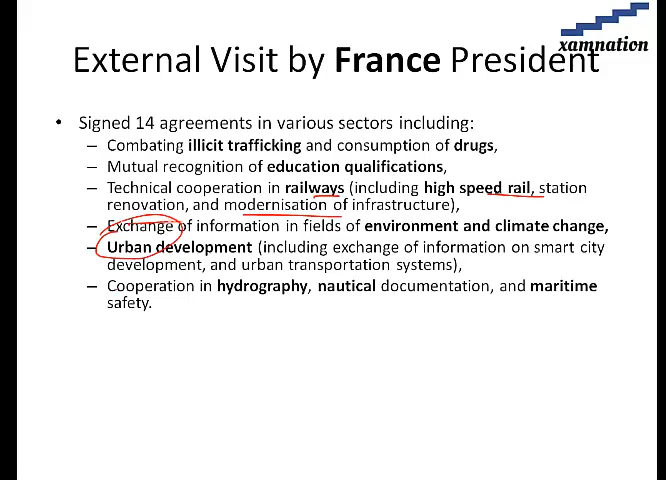 xamnation
External Visit by France President
• Signed 14 agreements in various sectors including:
– Combating illicit trafficking and consumption of drugs,
– Mutual recognition of education qualifications,
– Technical cooperation in railways (including high speed rail, station
renovation, and modernisation of infrastructure),
– Exchange of information in fields of environment and climate change,
– Urban development (including exchange of information on smart city
development, and urban transportation systems),
– Cooperation in hydrography, nautical documentation, and maritime
safety.